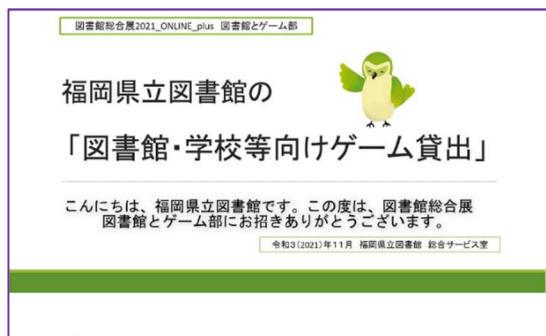 図書館総合展2021_ONLINE_plus 図書館とゲーム部
福岡県立図書館の
「図書館・学校等向けゲーム貸出」
こんにちは、福岡県立図書館です。この度は、図書館総合展
図書館とゲーム部にお招きありがとうございます。
令和3(2021)年11月 福岡県立図書館 総合サービス室